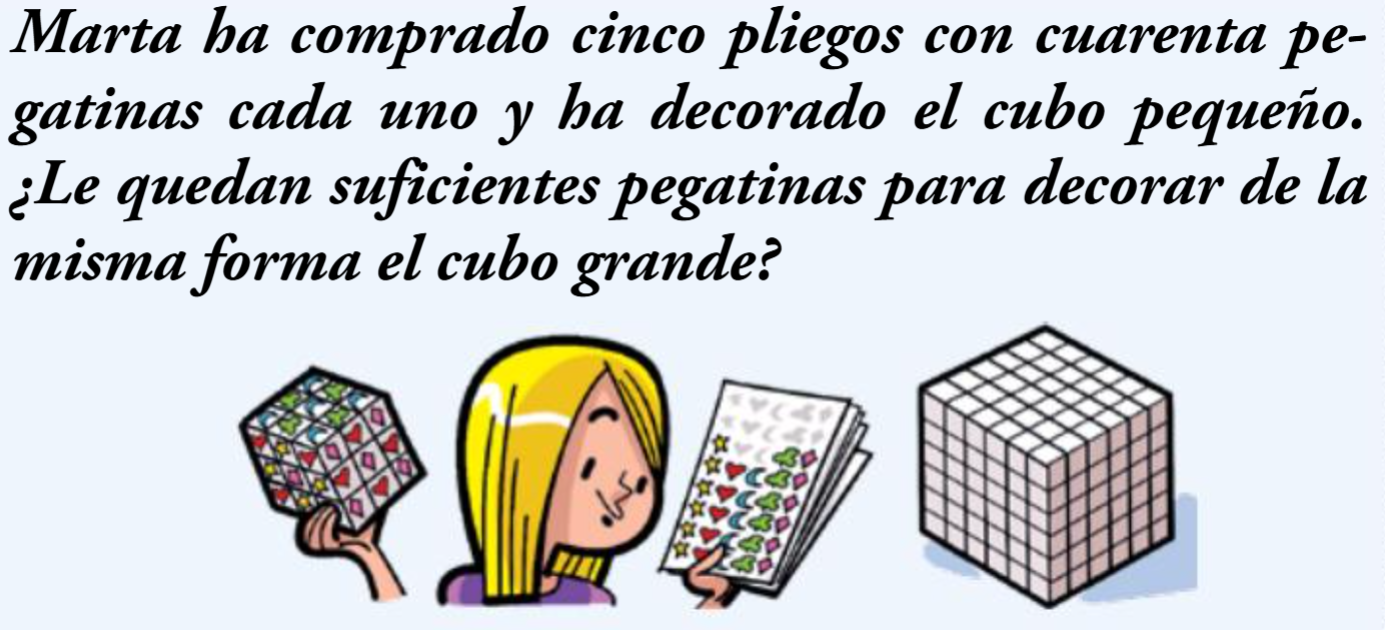 Marta ha comprado cinco pliegos con cuarenta pe-
gatinas cada uno y ha decorado el cubo pequeño.
¿Le quedan suficientes pegatinas para decorar de la
misma forma el cubo grande?